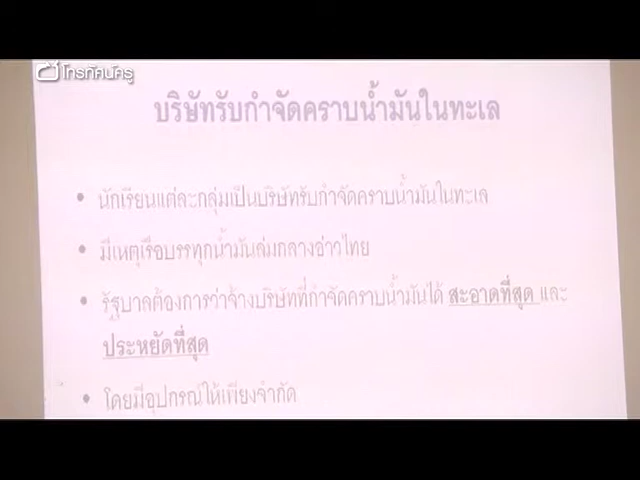 โทรทัศน์ครู
บริษัทรับกำจัดคราบน้ำมันในทะเล
• นักเรียนแต่ละกลุ่มเป็นบริษัทรับกำจัดคราบน้ำมันในทะเล
• มีเหตุเรือบรรทุกน้ำมันล่มกลางอ่าวไทย
• รัฐบาลต้องการว่าจ้างบริษัทที่กำจัดคราบน้ำมันได้ สะอาดที่สุด และ
ประหยัดที่สุด
• โดยมีอุปกรณ์ให้เพียงจำกัด